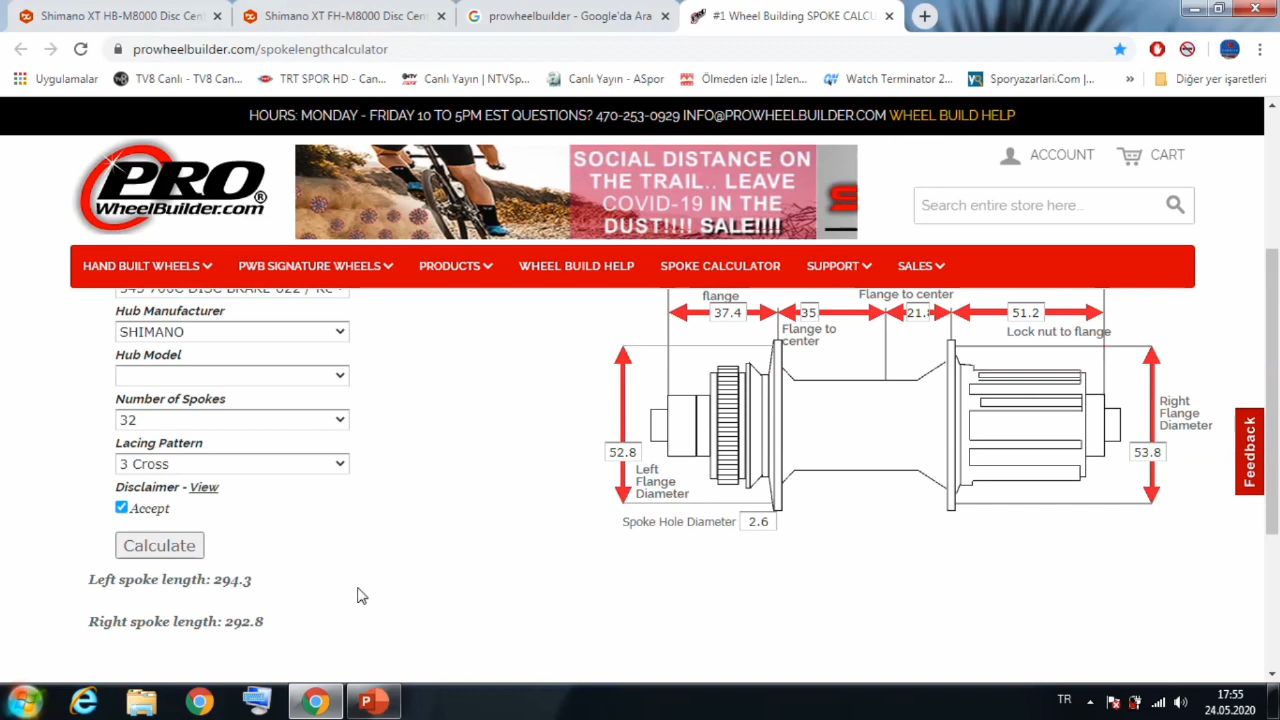 Shimano XT HB-M8000 Disc Cent
Shimano XT FH-M8000 Disc Cent
prowheelbuilder - Google'da Ara
#1 Wheel Building SPOKE CALCU
prowheelbuilder.com/spokelengthcalculator
Uygulamalar
TV8 Canlı - TV8 Can...
TRT SPOR HD - Can...
Canlı Yayın | NTVSp...
Canlı Yayın - ASpor
Ölmeden izle | İzlen...
Watch Terminator 2...
Sporyazarlari.Com |...
»
Diğer yer işaretleri
HOURS: MONDAY - FRIDAY 10 TO 5PM EST QUESTIONS? 470-253-0929 INFO@PROWHEELBUILDER.COM WHEEL BUILD HELP
PRO
WHEELBUILDER.COM
SOCIAL DISTANCE ON
THE TRAIL.. LEAVE
COVID-19 IN THE
DUST!!!! SALE!!!!
ACCOUNT
CART
Search entire store here...
HAND BUILT WHEELS
PWB SIGNATURE WHEELS
PRODUCTS
WHEEL BUILD HELP
SPOKE CALCULATOR
SUPPORT
SALES
Hub Manufacturer
SHIMANO
Hub Model
Number of Spokes
32
Lacing Pattern
3 Cross
Disclaimer - View
Accept
Calculate
Left spoke length: 294.3
Right spoke length: 292.8
flange
Flange to center
37.4
35
21.8
51.2
Flange to
center
Lock nut to flange
52.8
Left
Flange
Diameter
Right
Flange
Diameter
53.8
Spoke Hole Diameter 2.6
Feedback
TR
17:55
24.05.2020